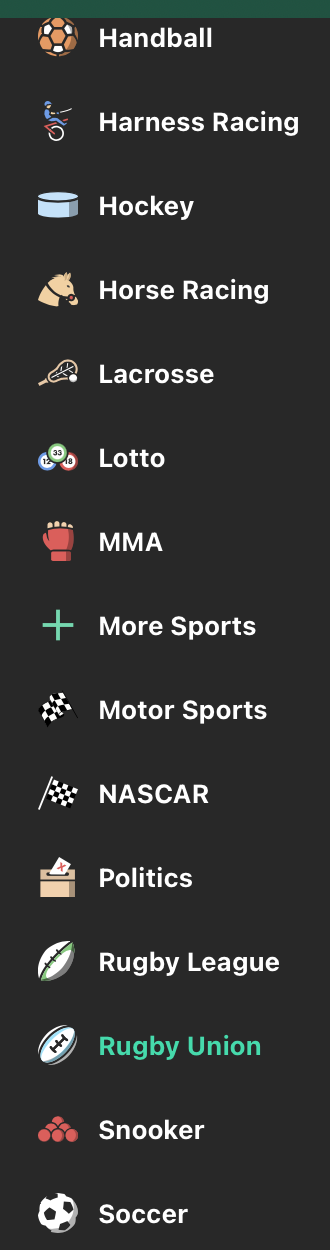 Handball
Harness Racing
Hockey
Horse Racing
Lacrosse
33
12 18
Lotto
MMA
More Sports
Motor Sports
NASCAR
Politics
Rugby League
Rugby Union
Snooker
Soccer